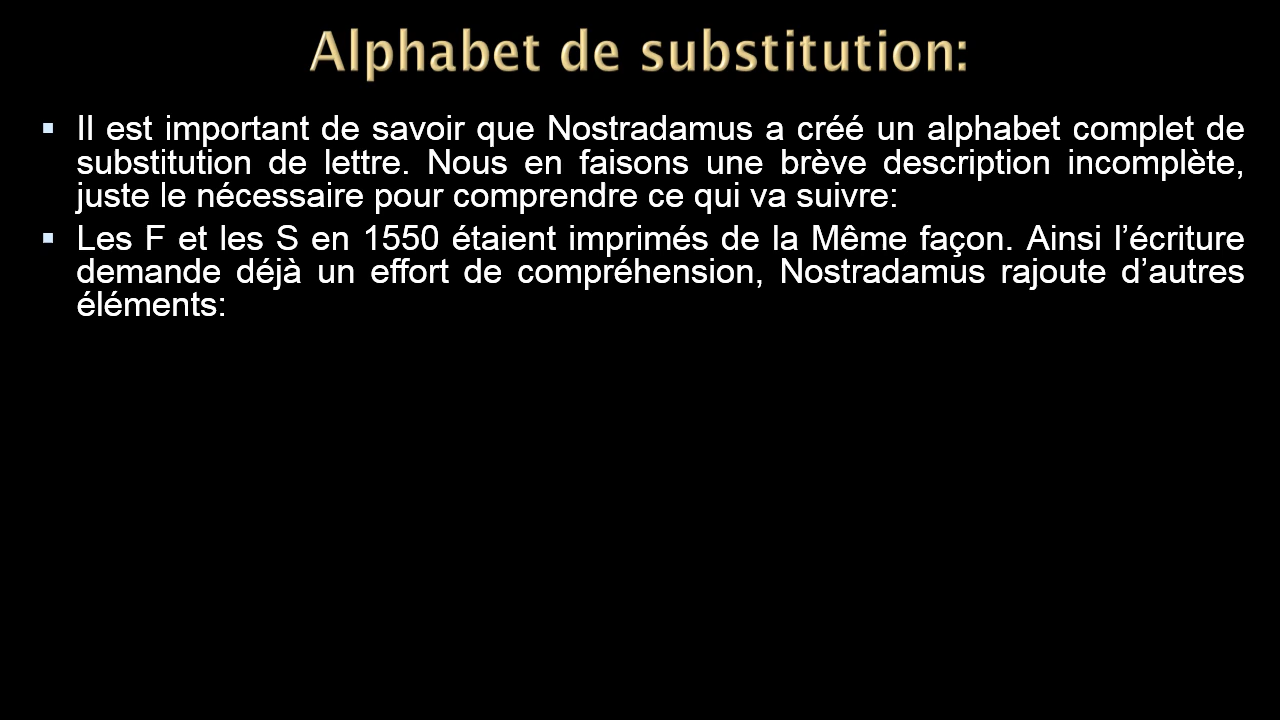 Alphabet de substitution:
▪ Il est important de savoir que Nostradamus a créé un alphabet complet de
substitution de lettre. Nous en faisons une brève description incomplète,
juste le nécessaire pour comprendre ce qui va suivre:
▪ Les F et les S en 1550 étaient imprimés de la Même façon. Ainsi l’écriture
demande déjà un effort de compréhension, Nostradamus rajoute d’autres
éléments: